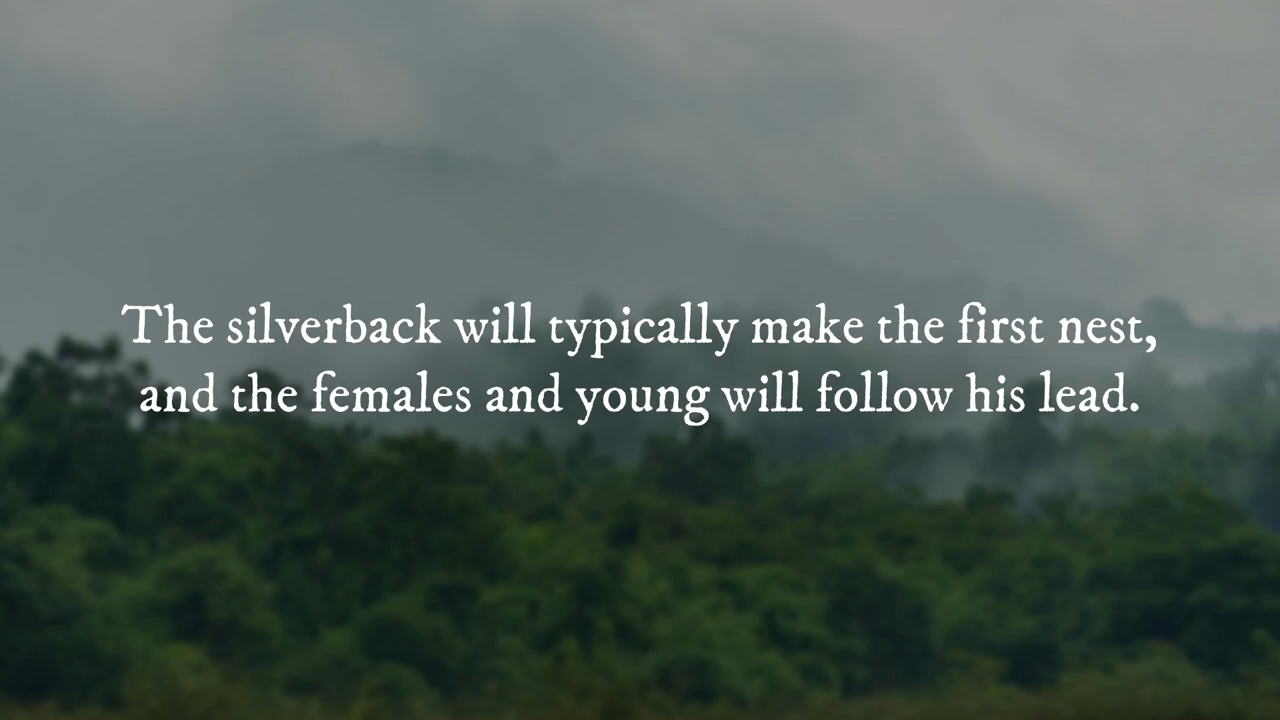 The silverback will typically make the first nest,
and the females and young will follow his lead.